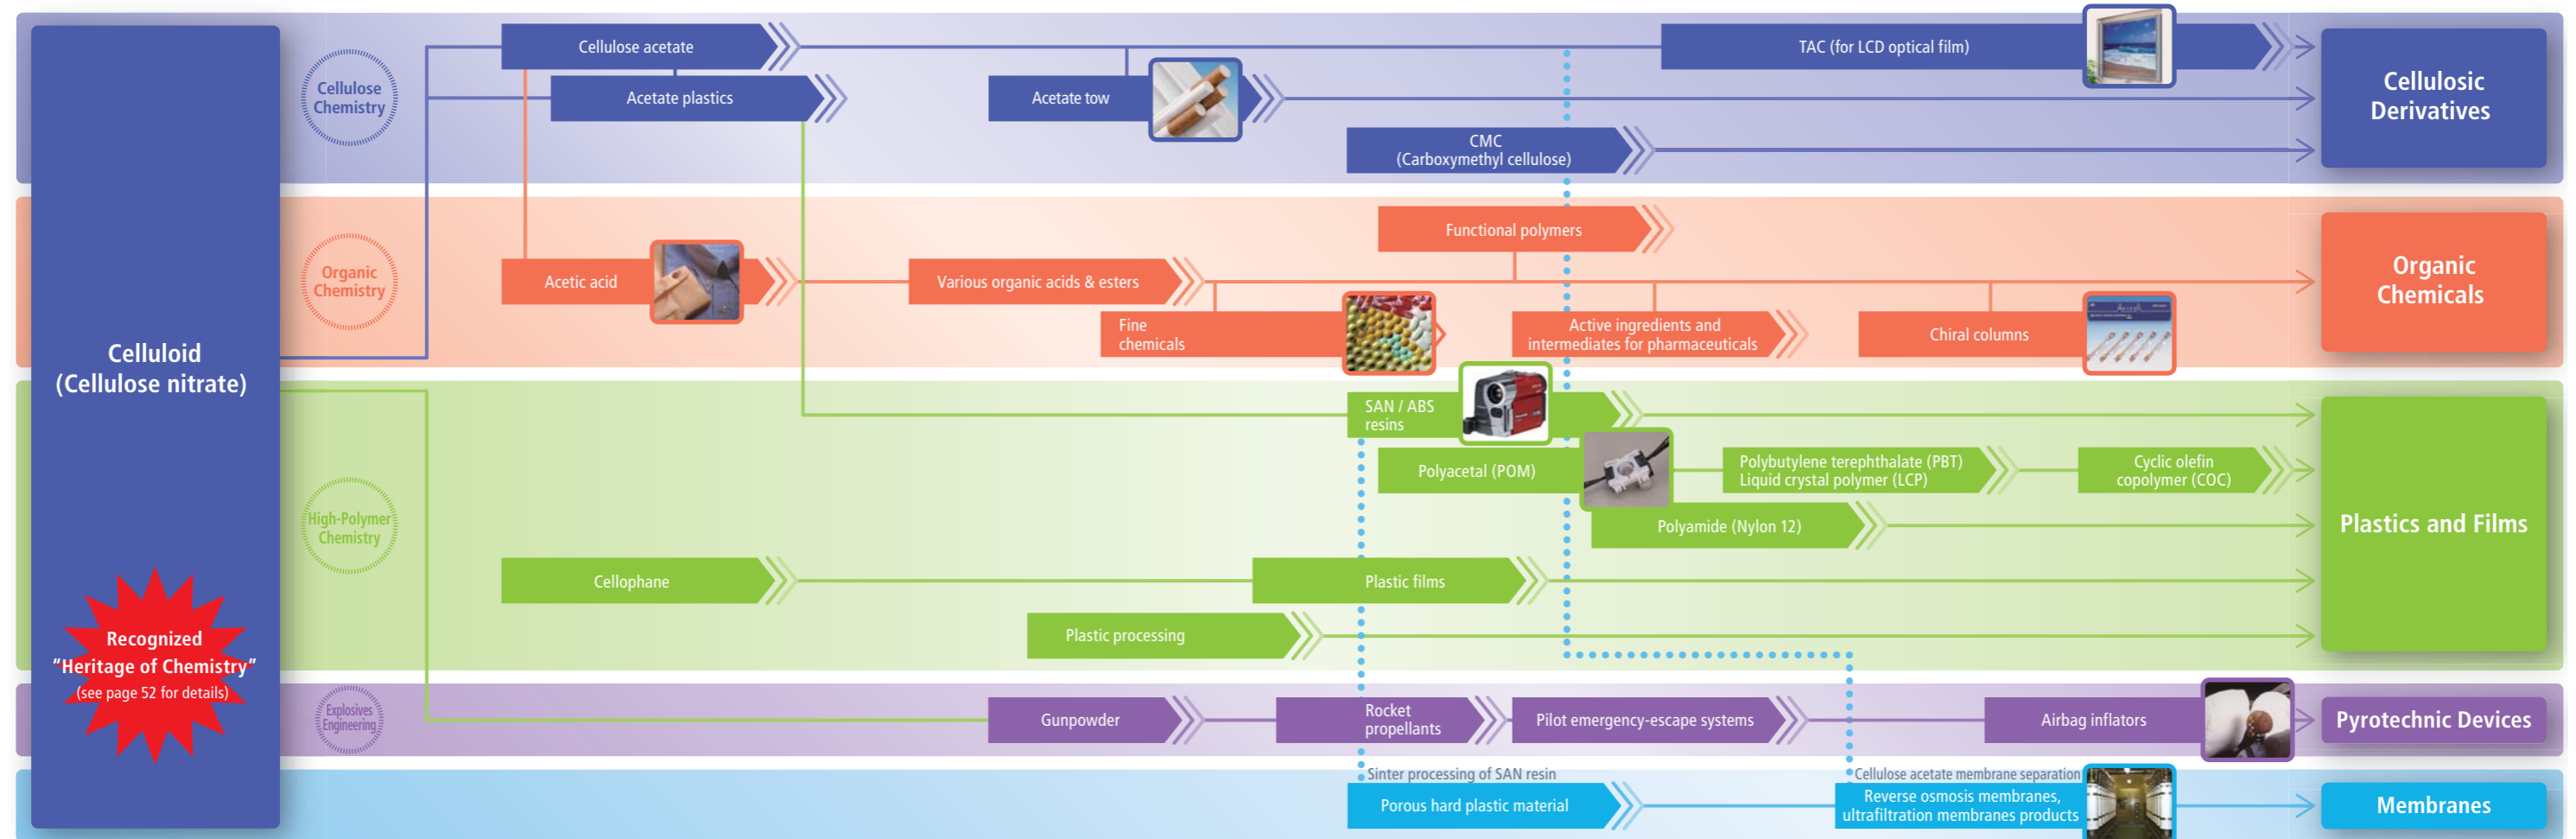 Celluloid
(Cellulose nitrate)
Recognized
“Heritage of Chemistry”
(see page 52 for details)
Cellulose
Chemistry
Cellulose acetate
TAC (for LCD optical film)
Acetate plastics
Acetate tow
CMC
(Carboxymethyl cellulose)
Cellulosic
Derivatives
Organic
Chemistry
Functional polymers
Acetic acid
Various organic acids & esters
Fine
chemicals
Active ingredients and
intermediates for pharmaceuticals
Chiral columns
Organic
Chemicals
High-Polymer
Chemistry
SAN / ABS
resins
Polyacetal (POM)
Polybutylene terephthalate (PBT)
Liquid crystal polymer (LCP)
Cyclic olefin
copolymer (COC)
Polyamide (Nylon 12)
Cellophane
Plastic films
Plastic processing
Plastics and Films
Explosives
Engineering
Gunpowder
Rocket
propellants
Pilot emergency-escape systems
Airbag inflators
Pyrotechnic Devices
Sinter processing of SAN resin
Porous hard plastic material
Cellulose acetate membrane separation
Reverse osmosis membranes,
ultrafiltration membranes products
Membranes